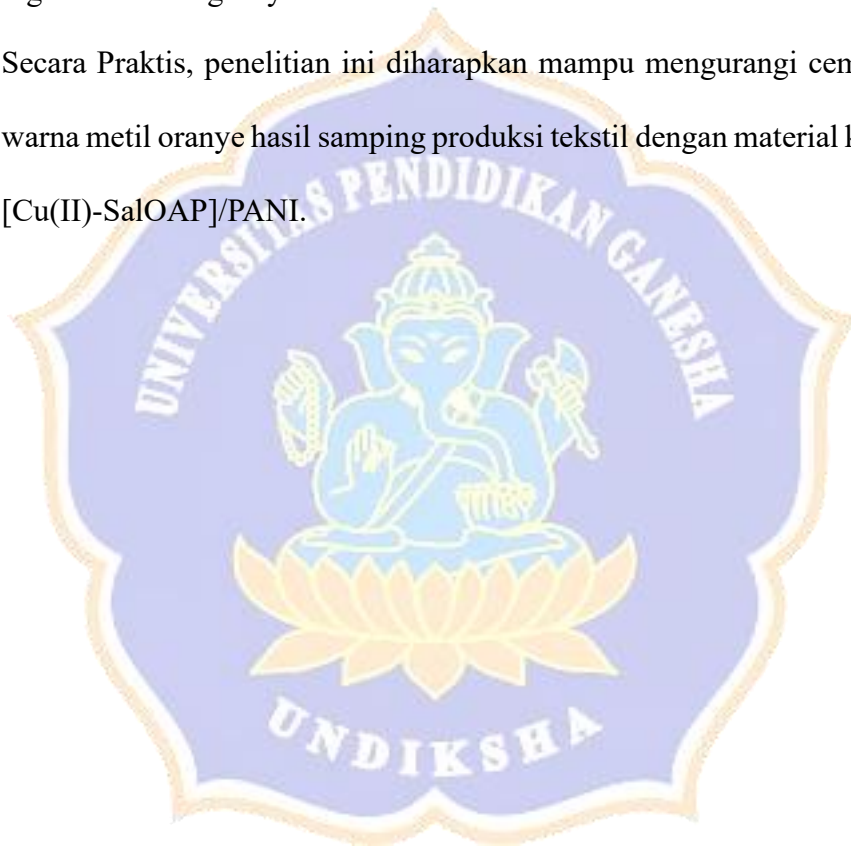 Secara Praktis, penelitian ini diharapkan mampu mengurangi
warna metil oranye hasil samping produksi tekstil dengan material
[Cu(II)-SalOAP]/PANI.
UNIVERSITAS PENDIDIKAN GANESHA
UNDIKSHA